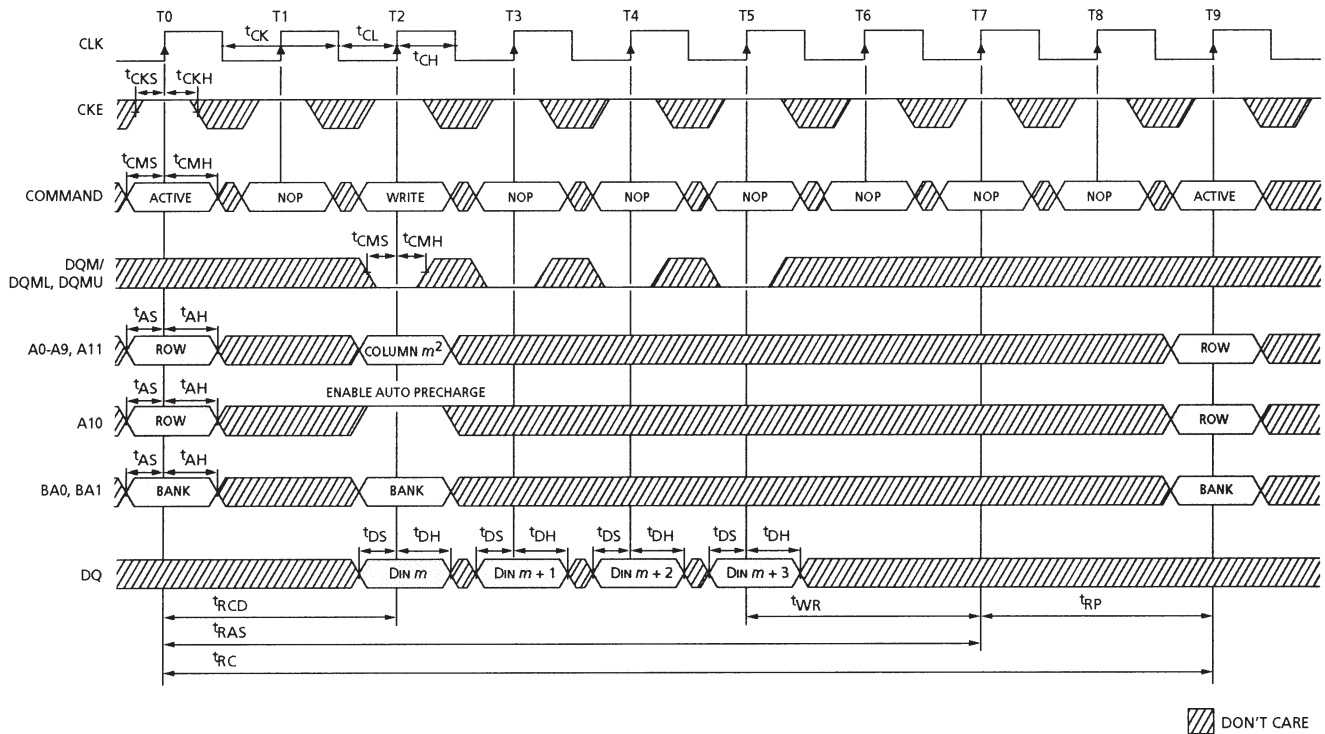 T0 T1 T2 T3 T4 T5 T6 T7 T8 T9
CLK
tCK tCL tCH
tCKS tCKH
CKE
tCMS tCMH
COMMAND ACTIVE NOP WRITE NOP NOP NOP NOP NOP NOP ACTIVE
tCMS tCMH
DQM/
DQML, DQMU
tAS tAH
A0-A9, A11 ROW COLUMN m2 ROW
tAS tAH ENABLE AUTO PRECHARGE
A10 ROW ROW
tAS tAH
BA0, BA1 BANK BANK BANK
tDS tDH tDS tDH tDS tDH tDS tDH
DQ DIN m DIN m + 1 DIN m + 2 DIN m + 3
tRCD tWR tRP
tRAS
tRC
DON'T CARE